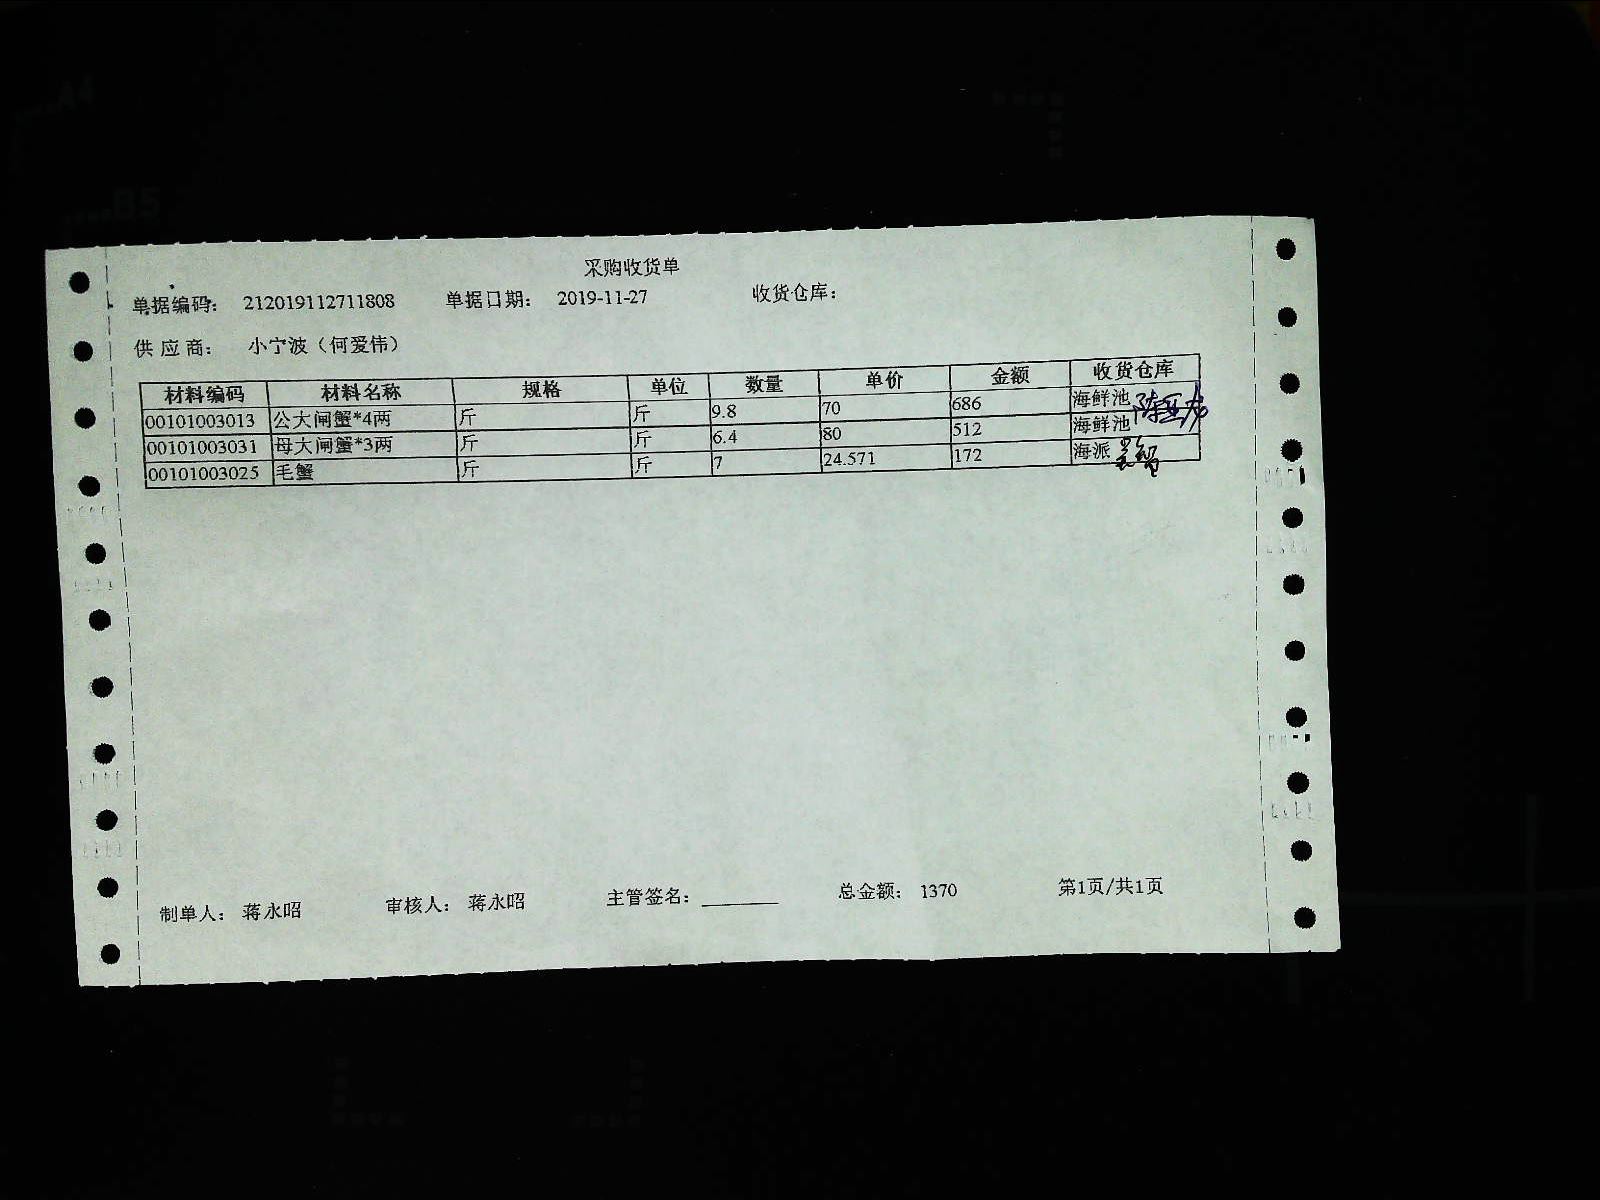 采购收货单
单据编码： 212019112711808 单据日期： 2019-11-27 收货仓库：
供应商： 小宁波（何爱伟）
材料编码 材料名称 规格 单位 数量 单价 金额 收货仓库
00101003013 公大闸蟹*4两 斤 斤 9.8 70 686 海鲜池
00101003031 母大闸蟹*3两 斤 斤 6.4 80 512 海鲜池
00101003025 毛蟹 斤 斤 7 24.571 172 海派
制单人： 蒋永昭 审核人： 蒋永昭 主管签名： 总金额： 1370 第1页/共1页